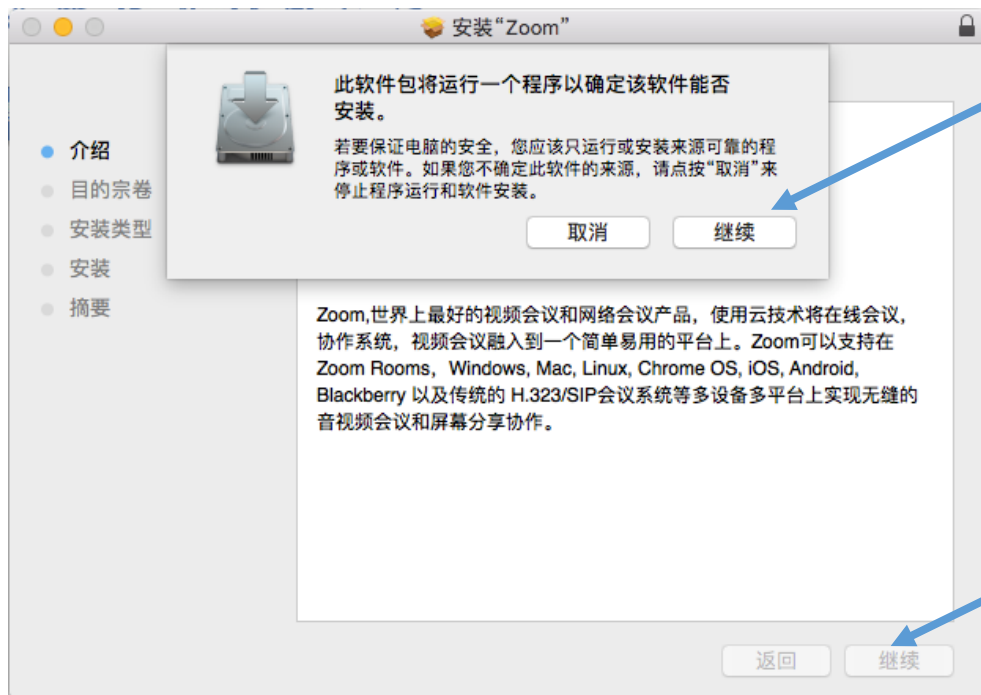 安装“Zoom”
此软件包将运行一个程序以确定该软件能否
安装。
若要保证电脑的安全，您应该只运行或安装来源可靠的程
序或软件。如果您不确定此软件的来源，请点按“取消”来
停止程序运行和软件安装。
取消
继续
介绍
目的宗卷
安装类型
安装
摘要
Zoom,世界上最好的视频会议和网络会议产品，使用云技术将在线会议，
协作系统，视频会议融入到一个简单易用的平台上。Zoom可以支持在
Zoom Rooms， Windows, Mac, Linux, Chrome OS, iOS, Android,
Blackberry 以及传统的 H.323/SIP会议系统等多设备多平台上实现无缝的
音视频会议和屏幕分享协作。
返回
继续